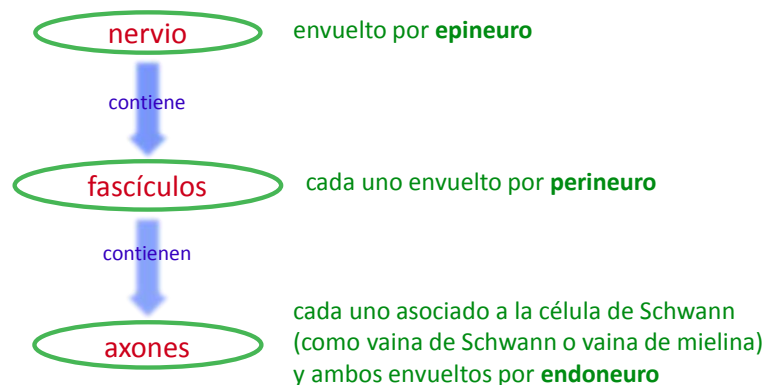 nervio
envuelto por epineuro
contiene
fascículos
cada uno envuelto por perineuro
contienen
axones
cada uno asociado a la célula de Schwann
(como vaina de Schwann o vaina de mielina)
y ambos envueltos por endoneuro